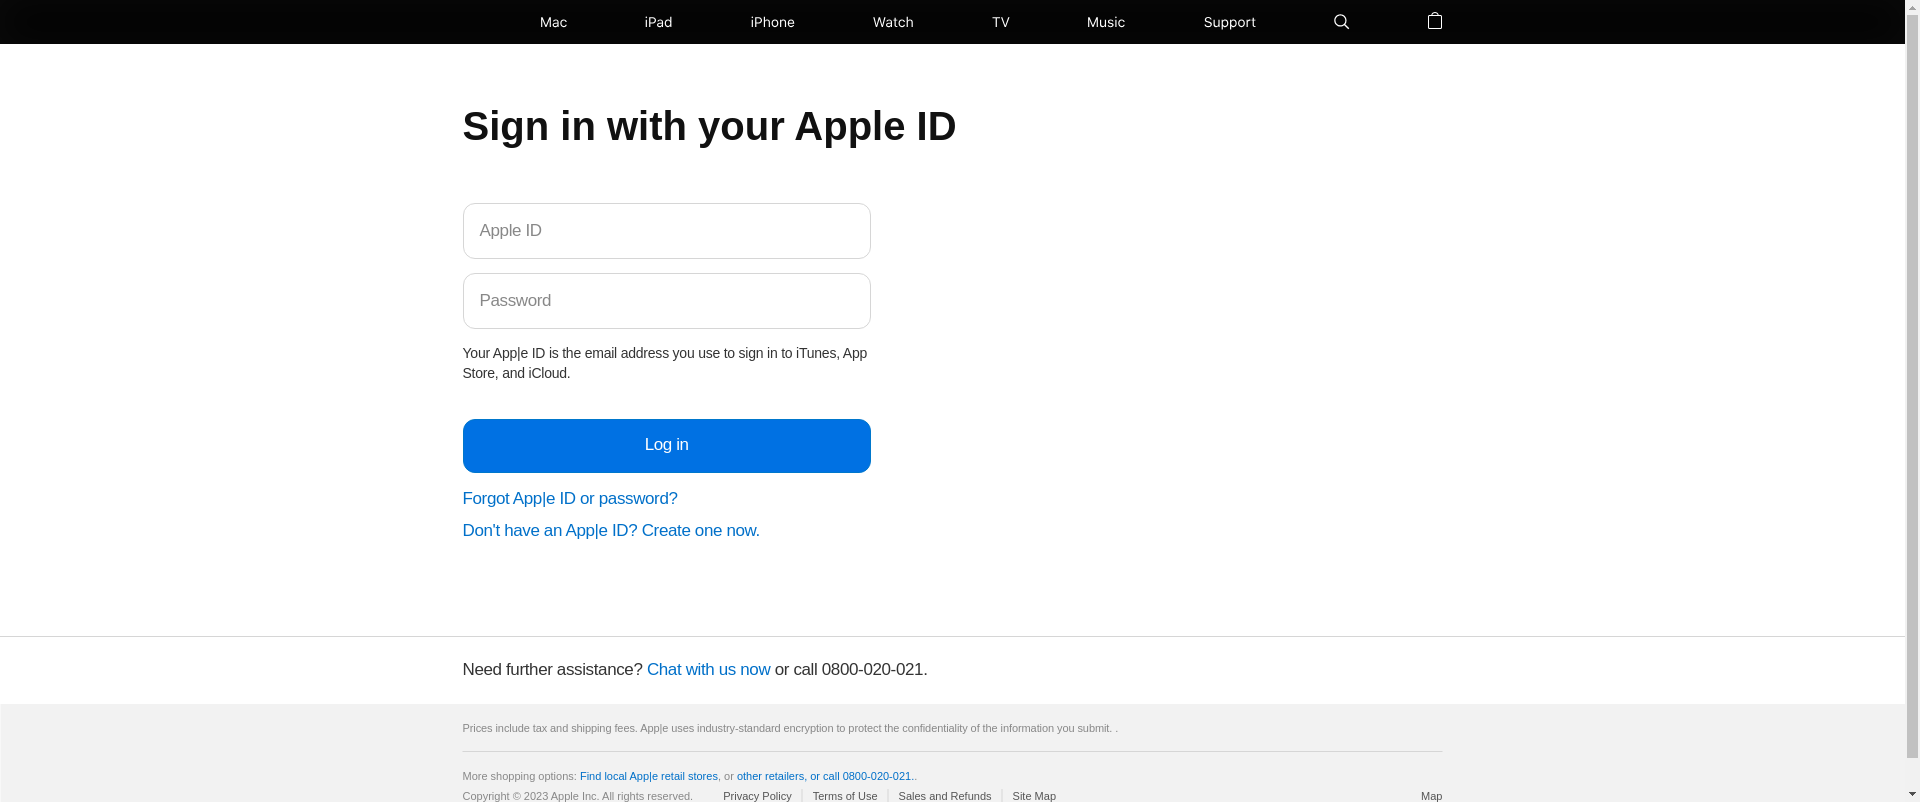 Mac iPad iPhone Watch TV Music Support
Sign in with your Apple ID
Apple ID
Password
Your App|e ID is the email address you use to sign in to iTunes, App
Store, and iCloud.
Log in
Forgot App|e ID or password?
Don't have an App|e ID? Create one now.
Need further assistance? Chat with us now or call 0800-020-021.
Prices include tax and shipping fees. App|e uses industry-standard encryption to protect the confidentiality of the information you submit. .
More shopping options: Find local App|e retail stores, or other retailers, or call 0800-020-021..
Copyright © 2023 Apple Inc. All rights reserved. Privacy Policy Terms of Use Sales and Refunds Site Map Map